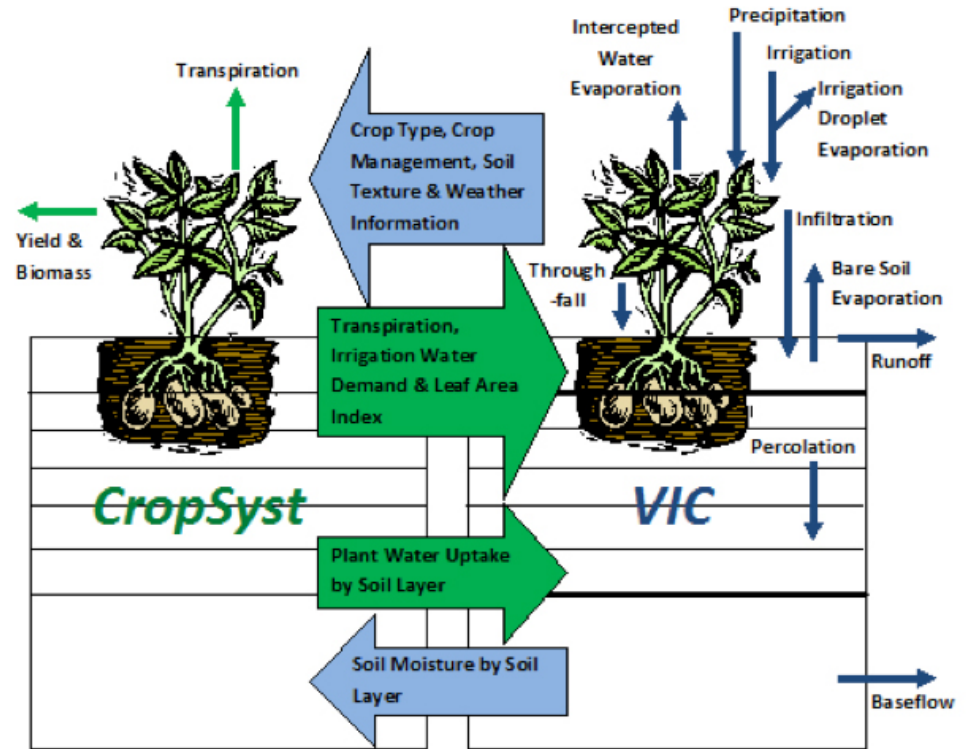 Transpiration
Yield &
Biomass
Crop Type, Crop
Management, Soil
Texture & Weather
Information
Transpiration,
Irrigation Water
Demand & Leaf Area
Index
CropSyst
Plant Water Uptake
by Soil Layer
Soil Moisture by Soil
Layer
Intercepted
Water
Evaporation
Precipitation
Irrigation
Irrigation
Droplet
Evaporation
Infiltration
Through
-fall
Bare Soil
Evaporation
Runoff
Percolation
VIC
Baseflow